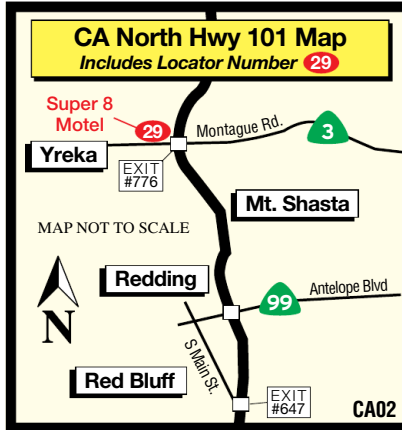 CA North Hwy 101 Map
Includes Locator Number 29
Super 8
Motel
29
Montague Rd.
3
Yreka
EXIT
#776
Mt. Shasta
MAP NOT TO SCALE
Redding
N
99
Antelope Blvd
S Main St.
Red Bluff
EXIT
#647
CA02